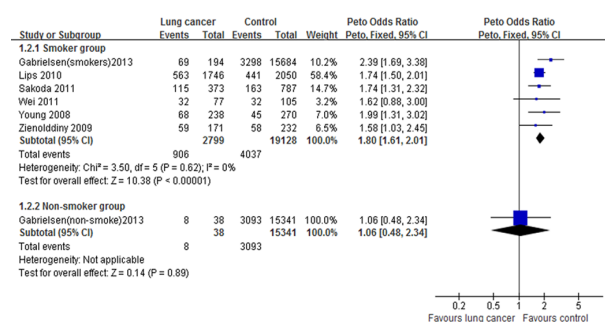 Lung cancer Control Peto Odds Ratio Peto Odds Ratio
Study or Subgroup Events Total Events Total Weight Peto, Fixed, 95% CI Peto, Fixed, 95% CI
1.2.1 Smoker group
Gabrielsen(smokers)2013 69 194 3298 15684 10.2% 2.39 [1.69, 3.38]
Lips 2010 563 1746 441 2050 58.4% 1.74 [1.50, 2.01]
Sakoda 2011 115 373 163 787 14.4% 1.74 [1.31, 2.32]
Wei 2011 32 77 32 105 5.5% 1.62 [0.88, 3.00]
Young 2008 68 238 45 270 8.0% 1.99 [1.31, 3.02]
Zienolddiny 2009 59 171 58 232 7.5% 1.58 [1.03, 2.45]
Subtotal (95% CI) 2799 19128 100.0% 1.80 [1.61, 2.01]
Total events 906 4037
Heterogeneity: Chi² = 3.50, df = 5 (P = 0.62); I² = 0%
Test for overall effect: Z = 10.38 (P < 0.00001)
1.2.2 Non-smoker group
Gabrielsen(non-smoke)2013 8 38 3093 15341 100.0% 1.06 [0.48, 2.34]
Subtotal (95% CI) 38 15341 100.0% 1.06 [0.48, 2.34]
Total events 8 3093
Heterogeneity: Not applicable
Test for overall effect: Z = 0.14 (P = 0.89)
0.2 0.5 1 2 5
Favours lung cancer Favours control